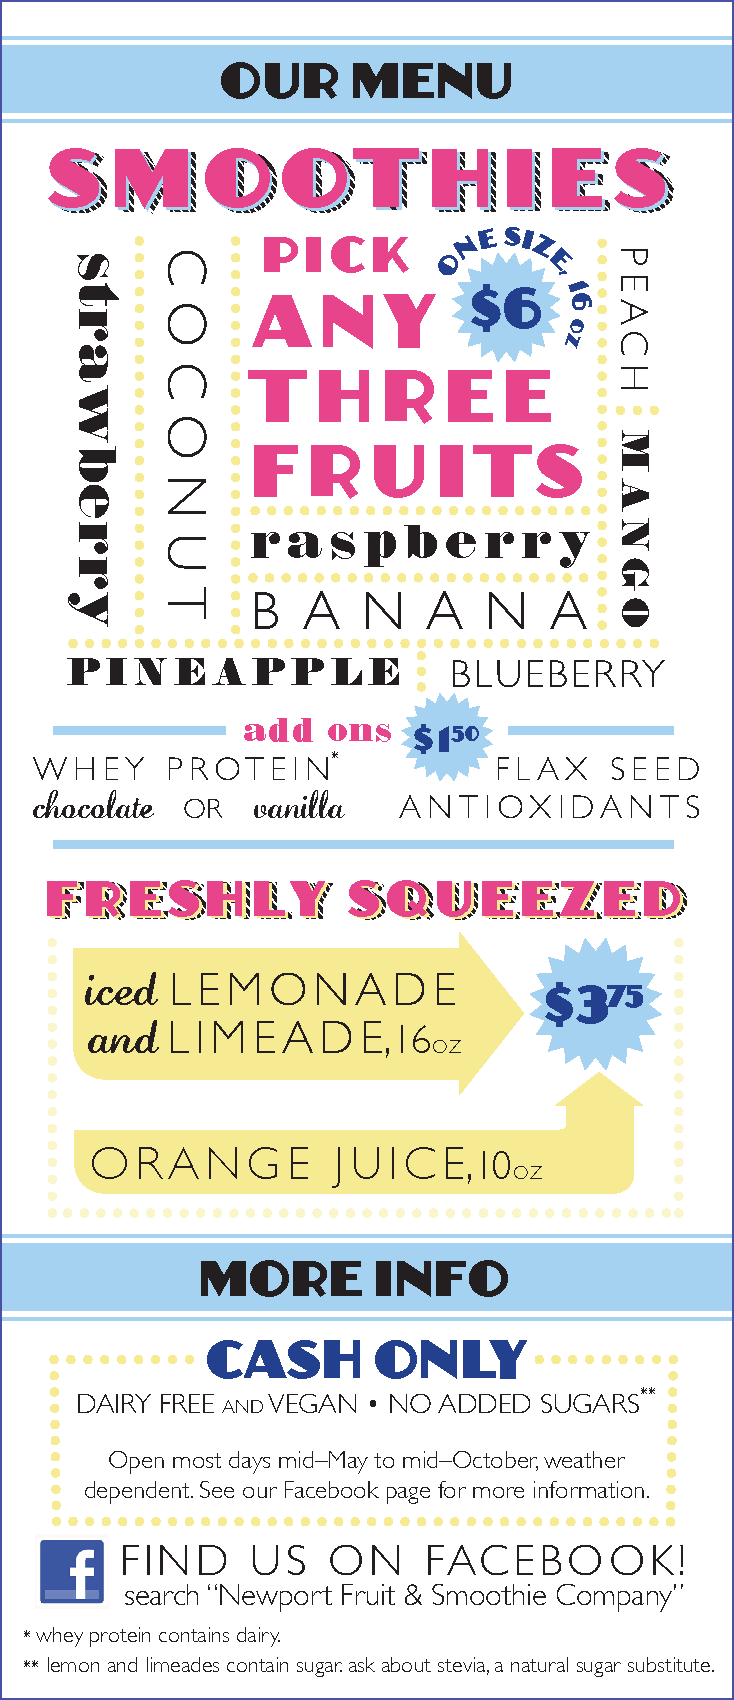 OUR MENU
SMOOTHIES
strawberry
COCONUT
PICK
ANY
THREE
FRUITS
ONE SIZE, 16 oz
$6
PEACH
MANGO
raspberry
BANANA
PINEAPPLE
BLUEBERRY
add ons $1 50
WHEY PROTEIN*
chocolate OR vanilla
FLAX SEED
ANTIOXIDANTS
FRESHLY SQUEEZED
iced LEMONADE
and LIMEADE, 16OZ
$3 75
ORANGE JUICE, 10OZ
MORE INFO
CASH ONLY
DAIRY FREE AND VEGAN • NO ADDED SUGARS**
Open most days mid–May to mid–October, weather
dependent. See our Facebook page for more information.
f
FIND US ON FACEBOOK!
search “Newport Fruit & Smoothie Company”
* whey protein contains dairy.
** lemon and limeades contain sugar. ask about stevia, a natural sugar substitute.